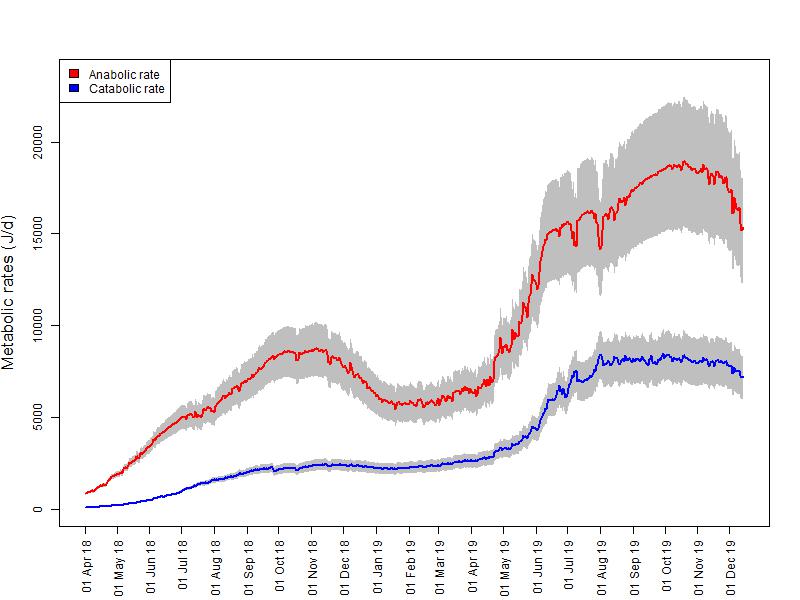 Anabolic rate
Catabolic rate
Metabolic rates (J/d)
20000
15000
10000
5000
0
01 Apr 18
01 May 18
01 Jun 18
01 Jul 18
01 Aug 18
01 Sep 18
01 Oct 18
01 Nov 18
01 Dec 18
01 Jan 19
01 Feb 19
01 Mar 19
01 Apr 19
01 May 19
01 Jun 19
01 Jul 19
01 Aug 19
01 Sep 19
01 Oct 19
01 Nov 19
01 Dec 19